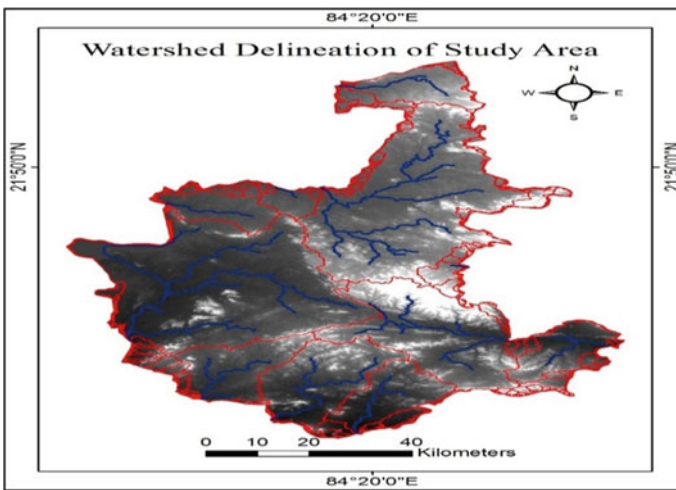 84°20'0"E
Watershed Delineation of Study Area
N
W E
S
21°50'0"N
21°50'0"N
0 10 20 40
Kilometers
84°20'0"E